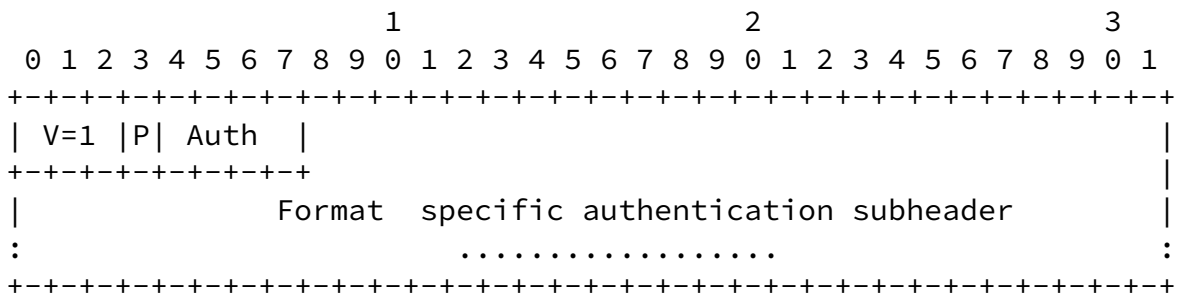 1                   2                   3
 0 1 2 3 4 5 6 7 8 9 0 1 2 3 4 5 6 7 8 9 0 1 2 3 4 5 6 7 8 9 0 1
+-+-+-+-+-+-+-+-+-+-+-+-+-+-+-+-+-+-+-+-+-+-+-+-+-+-+-+-+-+-+-+-+
| V=1 |P| Auth  |                                               |
+-+-+-+-+-+-+-+-+                                               |
|              Format  specific authentication subheader        |
:                        ..................                     :
+-+-+-+-+-+-+-+-+-+-+-+-+-+-+-+-+-+-+-+-+-+-+-+-+-+-+-+-+-+-+-+-+